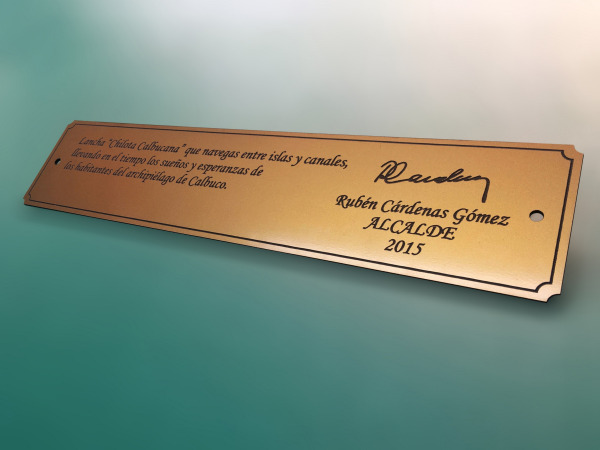 Lancha "Chilota Calbucana" que navegas entre islas y canales,
llevando en el tiempo los sueños y esperanzas de
los habitantes del archipiélago de Calbuco.
Rubén Cárdenas Gómez
ALCALDE
2015